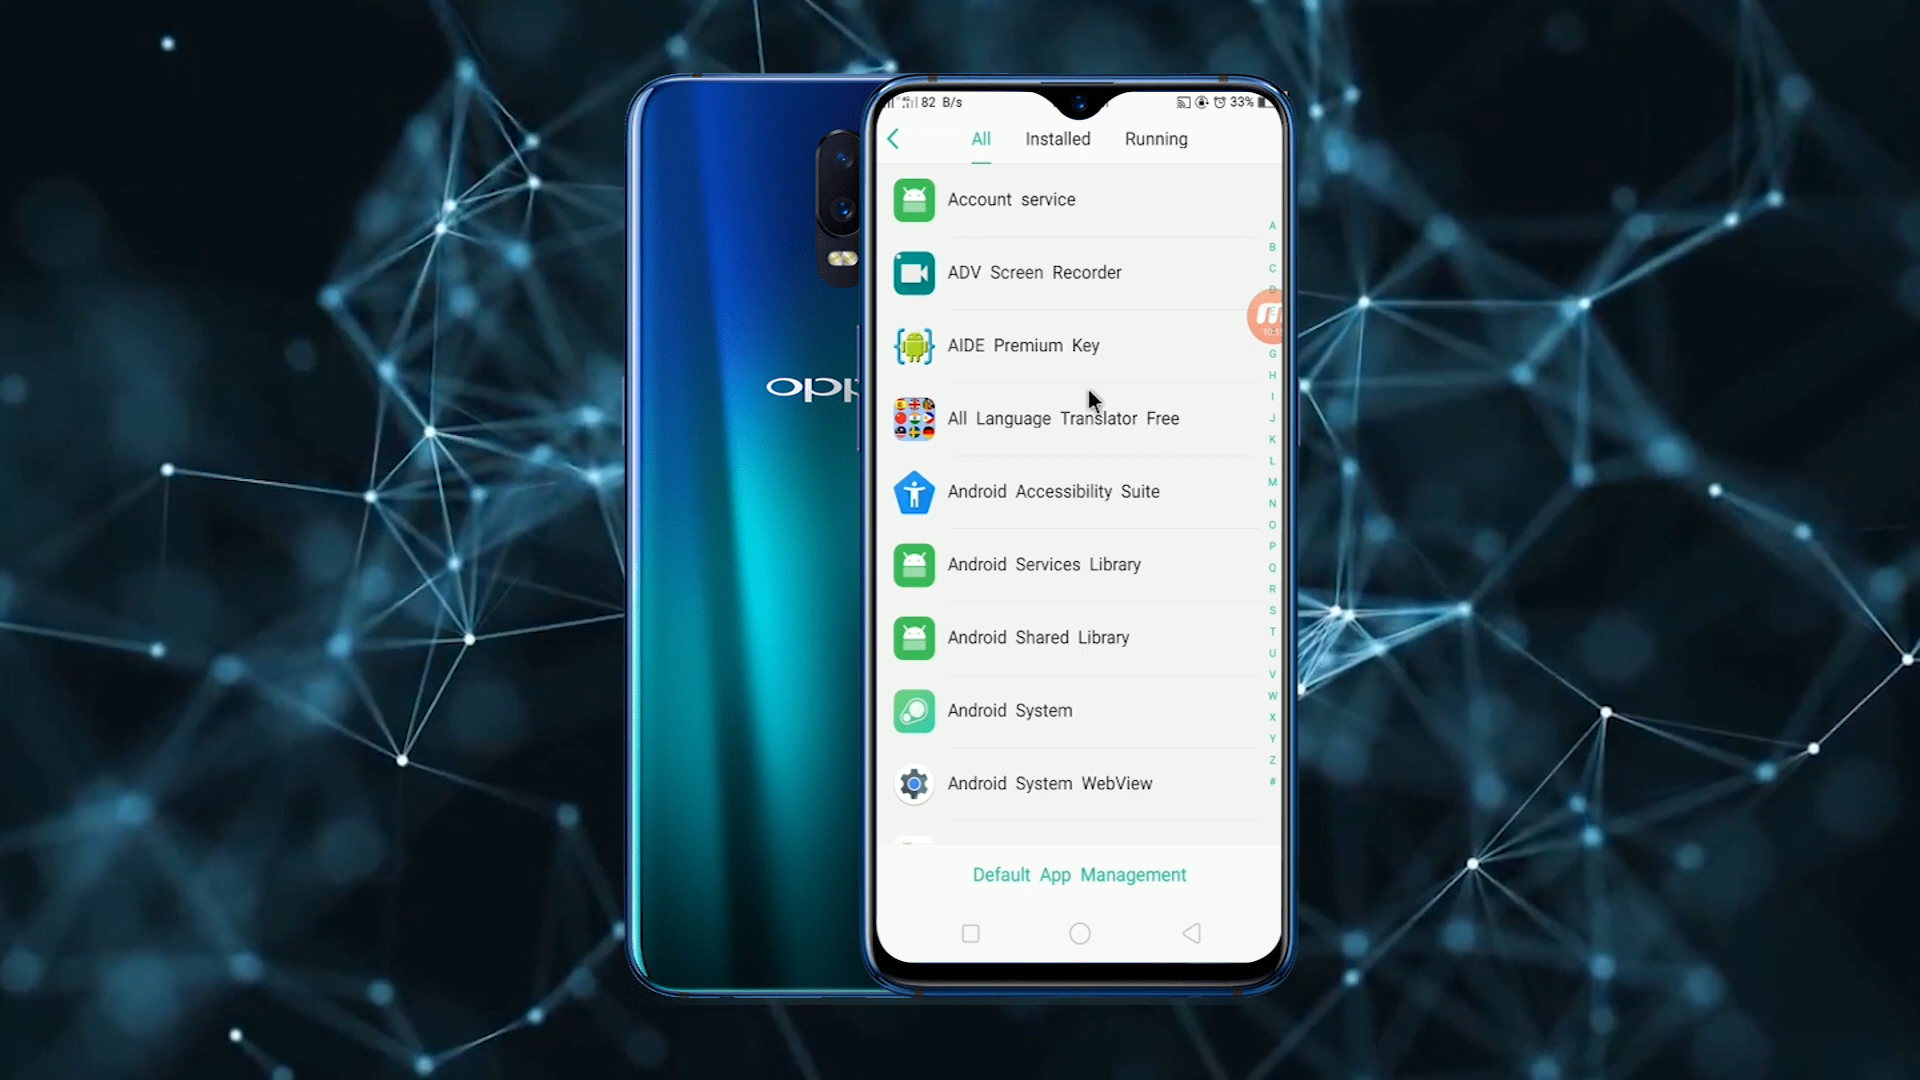 82 B/s
33%
All Installed Running
Account service
ADV Screen Recorder
AIDE Premium Key
All Language Translator Free
Android Accessibility Suite
Android Services Library
Android Shared Library
Android System
Android System WebView
Default App Management
A
B
C
D
E
G
H
I
J
K
L
M
N
O
P
Q
R
S
T
U
V
W
X
Y
Z
#